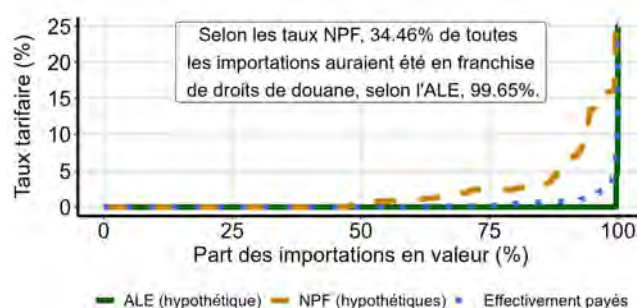 Selon les taux NPF, 34.46% de toutes
les importations auraient été en franchise
de droits de douane, selon l'ALE, 99.65%.
Taux tarifaire (%)
25
20
15
10
5
0
0 25 50 75 100
Part des importations en valeur (%)
ALE (hypothétique) NPF (hypothétiques) Effectivement payés